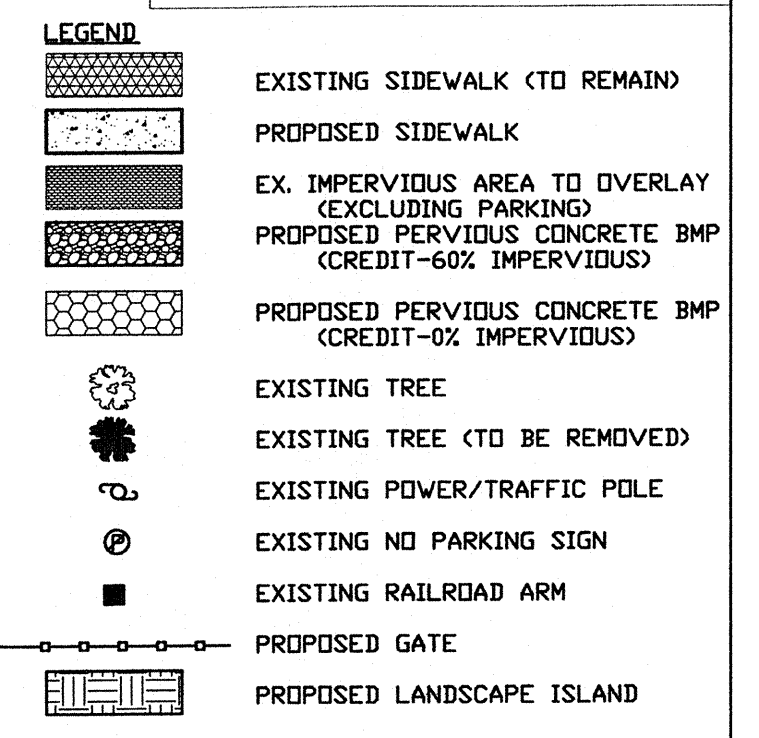 LEGEND
EXISTING SIDEWALK (TO REMAIN)
PROPOSED SIDEWALK
EX. IMPERVIOUS AREA TO OVERLAY
(EXCLUDING PARKING)
PROPOSED PERVIOUS CONCRETE BMP
(CREDIT-60% IMPERVIOUS)
PROPOSED PERVIOUS CONCRETE BMP
(CREDIT-0% IMPERVIOUS)
EXISTING TREE
EXISTING TREE (TO BE REMOVED)
EXISTING POWER/TRAFFIC POLE
P EXISTING NO PARKING SIGN
EXISTING RAILROAD ARM
PROPOSED GATE
PROPOSED LANDSCAPE ISLAND